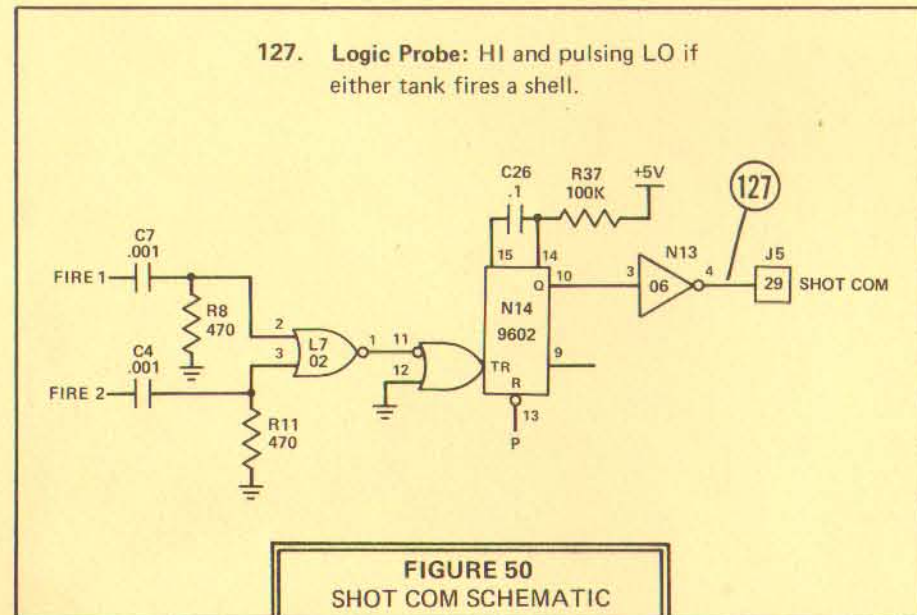 127. Logic Probe: HI and pulsing LO if
either tank fires a shell.
C26
.1
R37
100K
+5V
127
C7
.001
15
14
N13
J5
FIRE 1
10
3
4
Q
06
29
SHOT COM
R8
470
2
N14
9602
L7
02
1
11
C4
.001
3
12
TR
9
FIRE 2
R
13
R11
470
P
FIGURE 50
SHOT COM SCHEMATIC